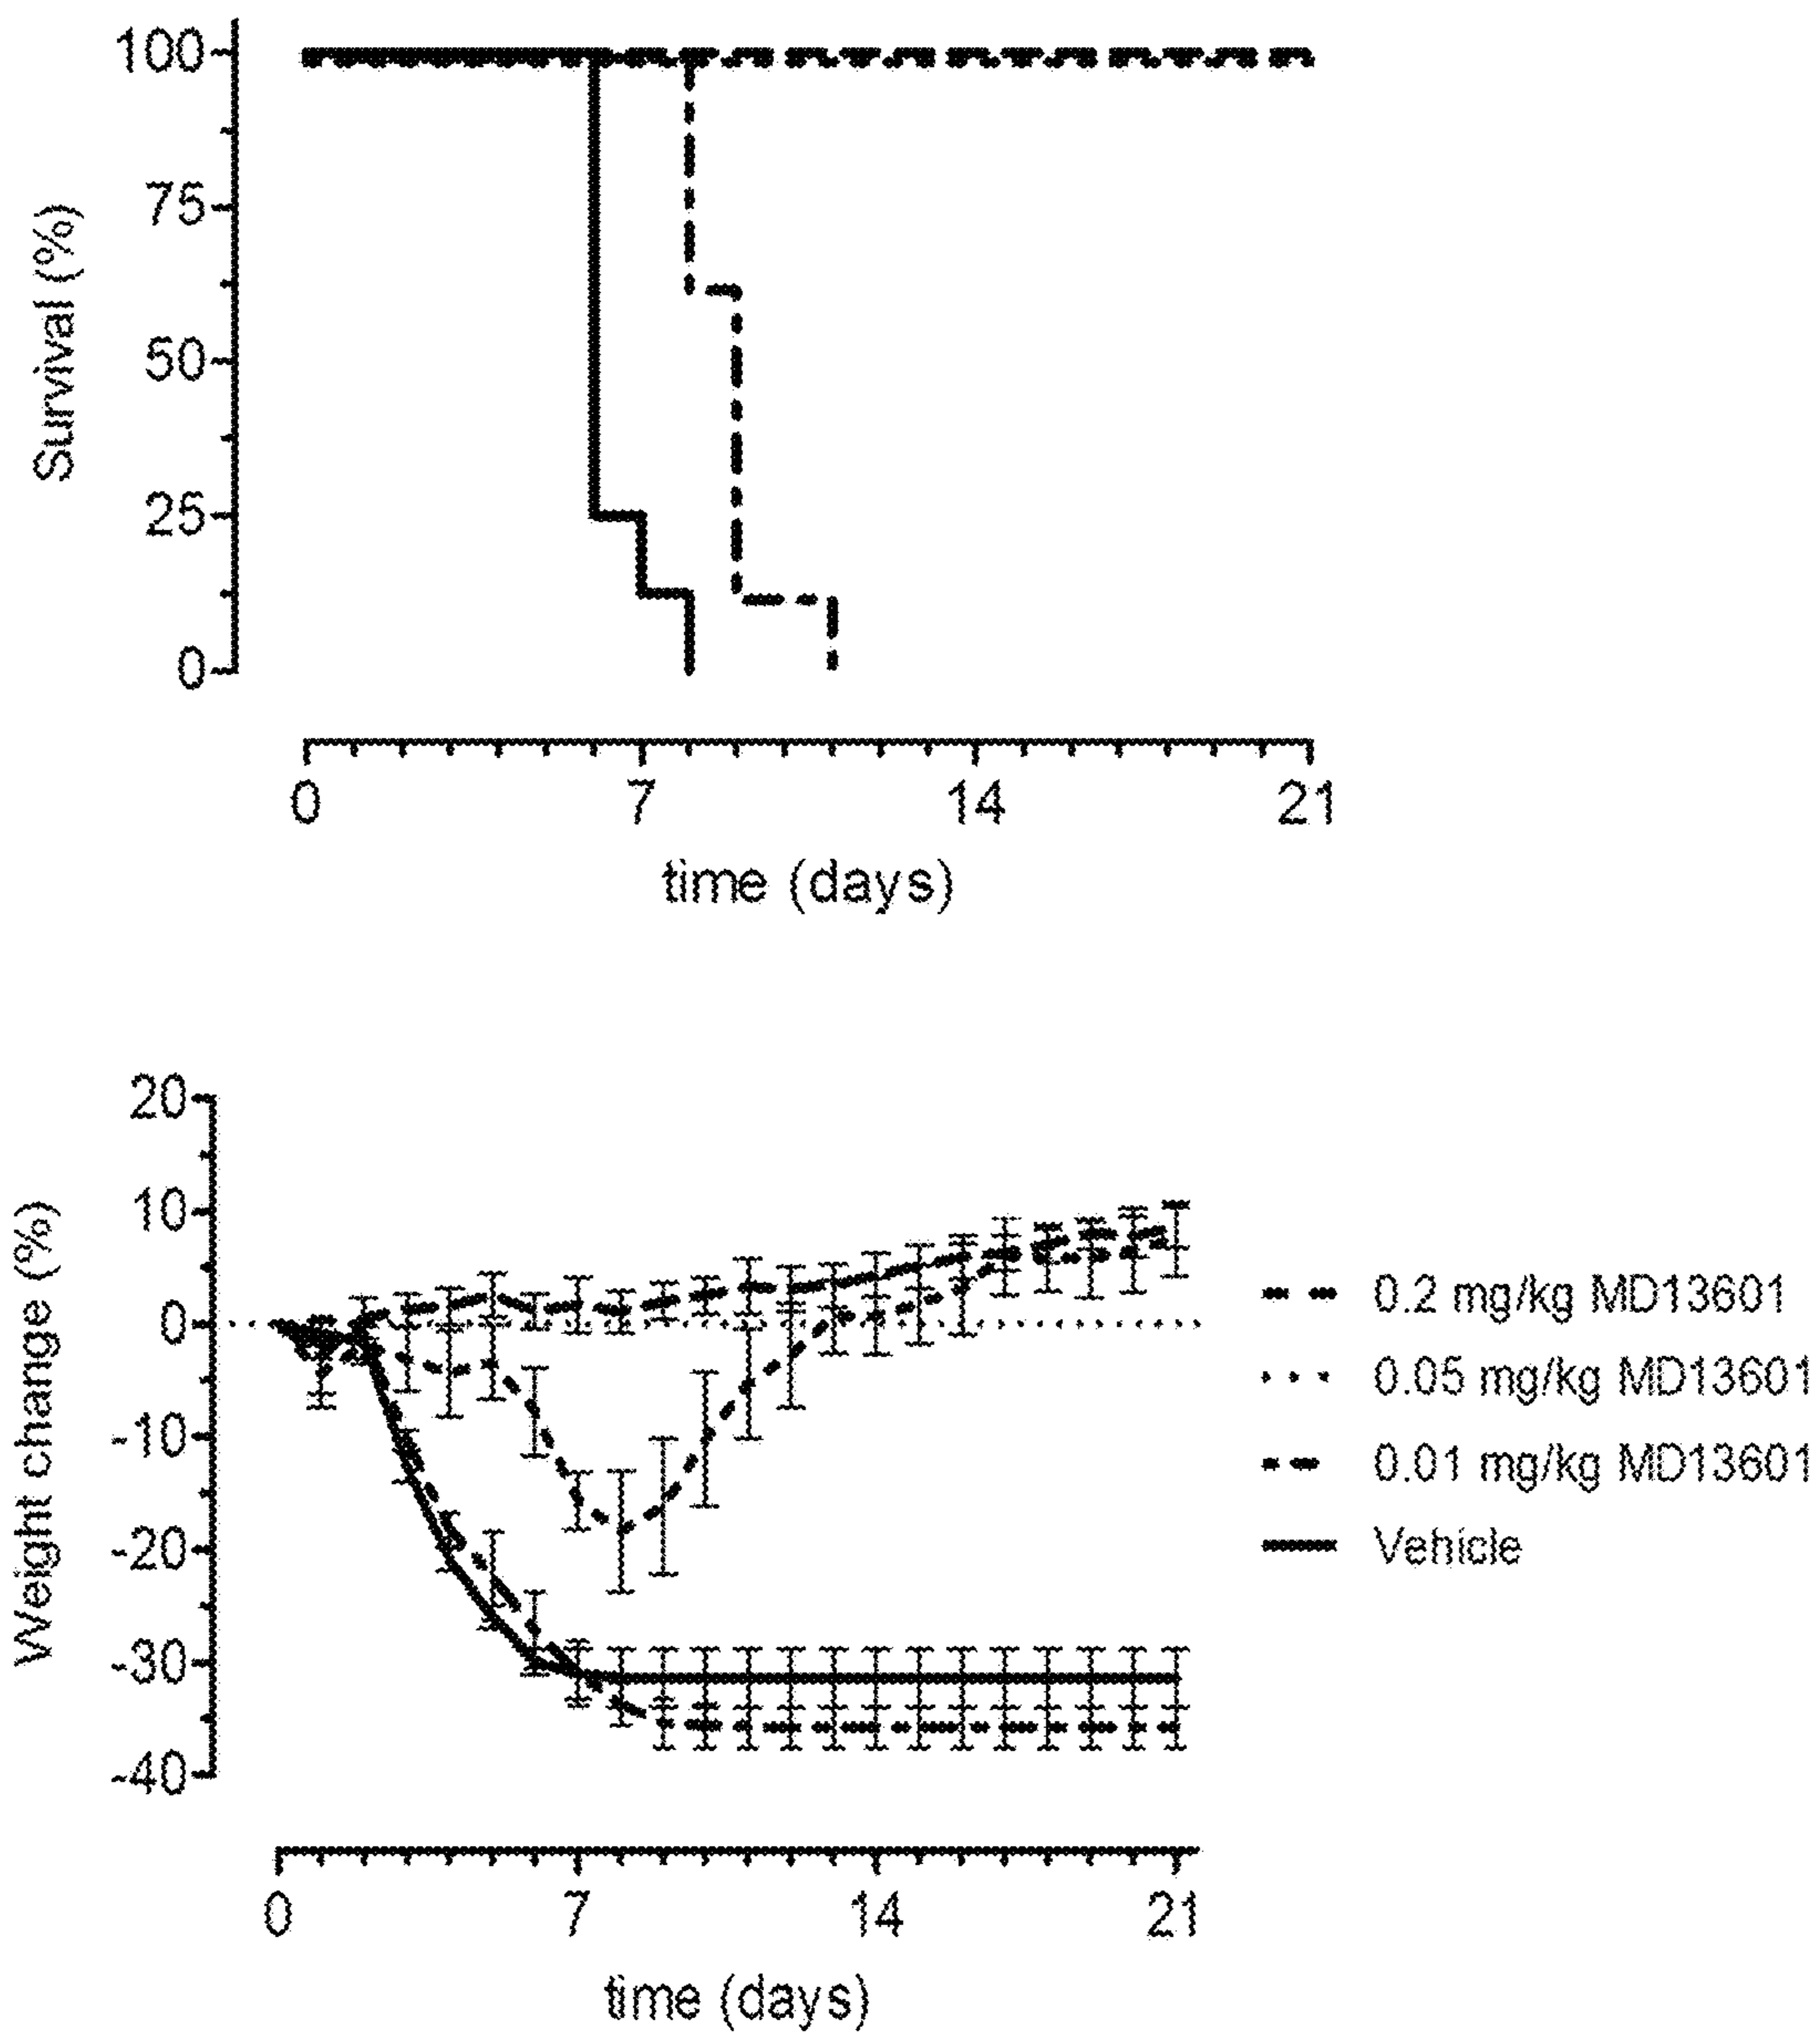 100
75
50
25
0
Survival (%)
0 7 14 21
time (days)
20
10
0
-10
-20
-30
-40
Weight change (%)
0.2 mg/kg MD13601
0.05 mg/kg MD13601
0.01 mg/kg MD13601
Vehicle
0 7 14 21
time (days)